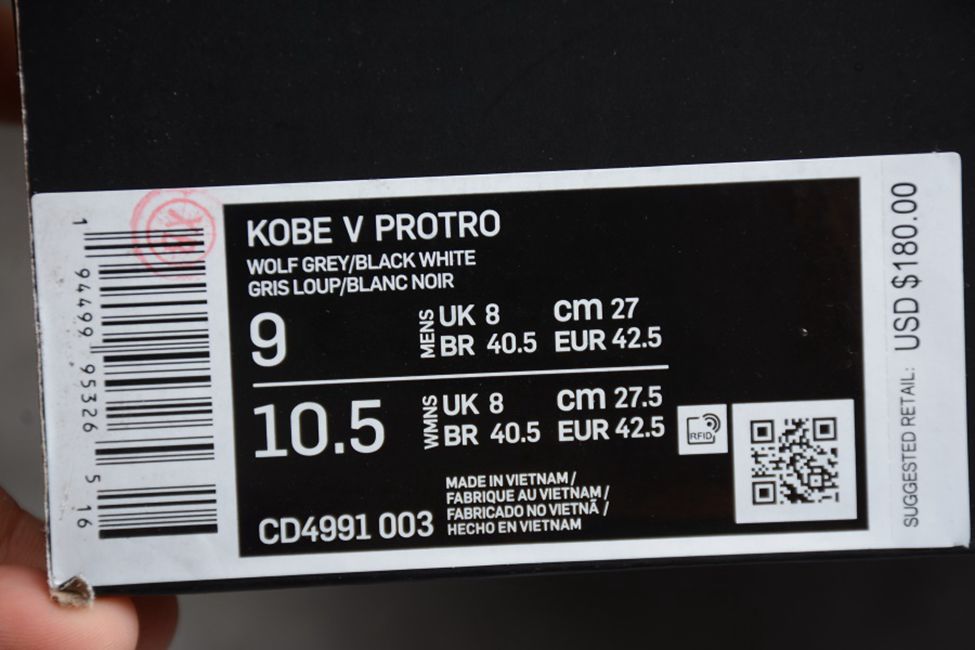 KOBE V PROTRO
WOLF GREY/BLACK WHITE
GRIS LOUP/BLANC NOIR
9
MENS
UK 8
cm 27
BR 40.5
EUR 42.5
10.5
WMNS
UK 8
cm 27.5
BR 40.5
EUR 42.5
RFID
MADE IN VIETNAM /
FABRIQUE AU VIETNAM /
FABRICADO NO VIETNÃ /
HECHO EN VIETNAM
CD4991 003
1 94499 95326 5 16
SUGGESTED RETAIL: USD $180.00